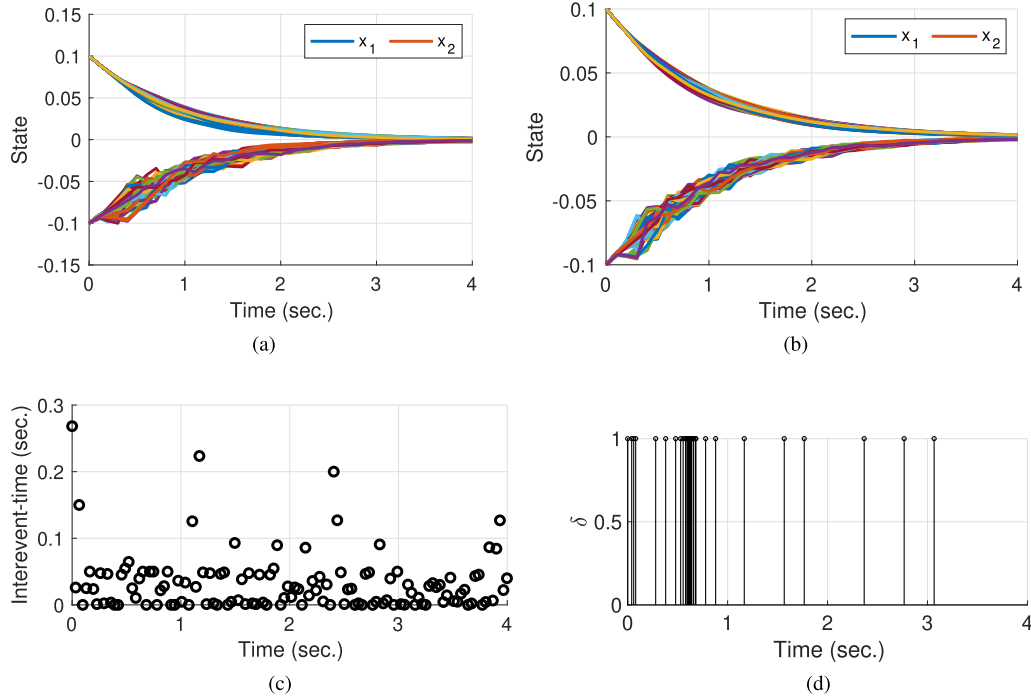 0.15
0.1
0.05
0
-0.05
-0.1
-0.15
State
x1 x2
0 1 2 3 4
Time (sec.)
(a)
0.1
0.05
0
-0.05
-0.1
State
x1 x2
0 1 2 3 4
Time (sec.)
(b)
0.3
0.2
0.1
0
Interevent-time (sec.)
0 1 2 3 4
Time (sec.)
(c)
1
0.5
0
δ
0 1 2 3 4
Time (sec.)
(d)